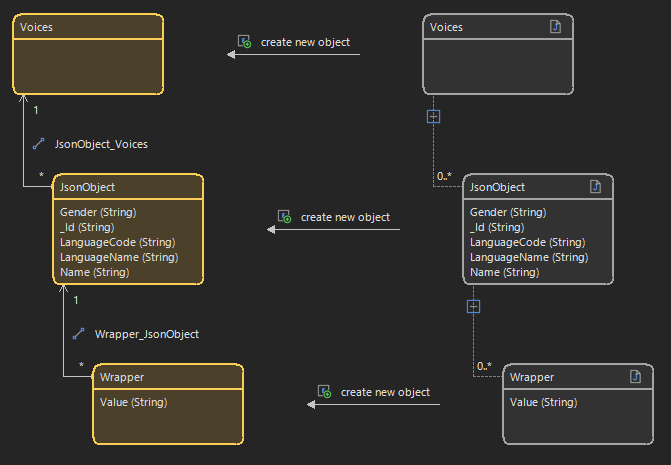 Voices
create new object
Voices
1
JsonObject_Voices
*
0..*
JsonObject
JsonObject
Gender (String)
_Id (String)
LanguageCode (String)
LanguageName (String)
Name (String)
create new object
Gender (String)
_Id (String)
LanguageCode (String)
LanguageName (String)
Name (String)
1
Wrapper_JsonObject
*
0..*
Wrapper
Wrapper
Value (String)
create new object
Value (String)